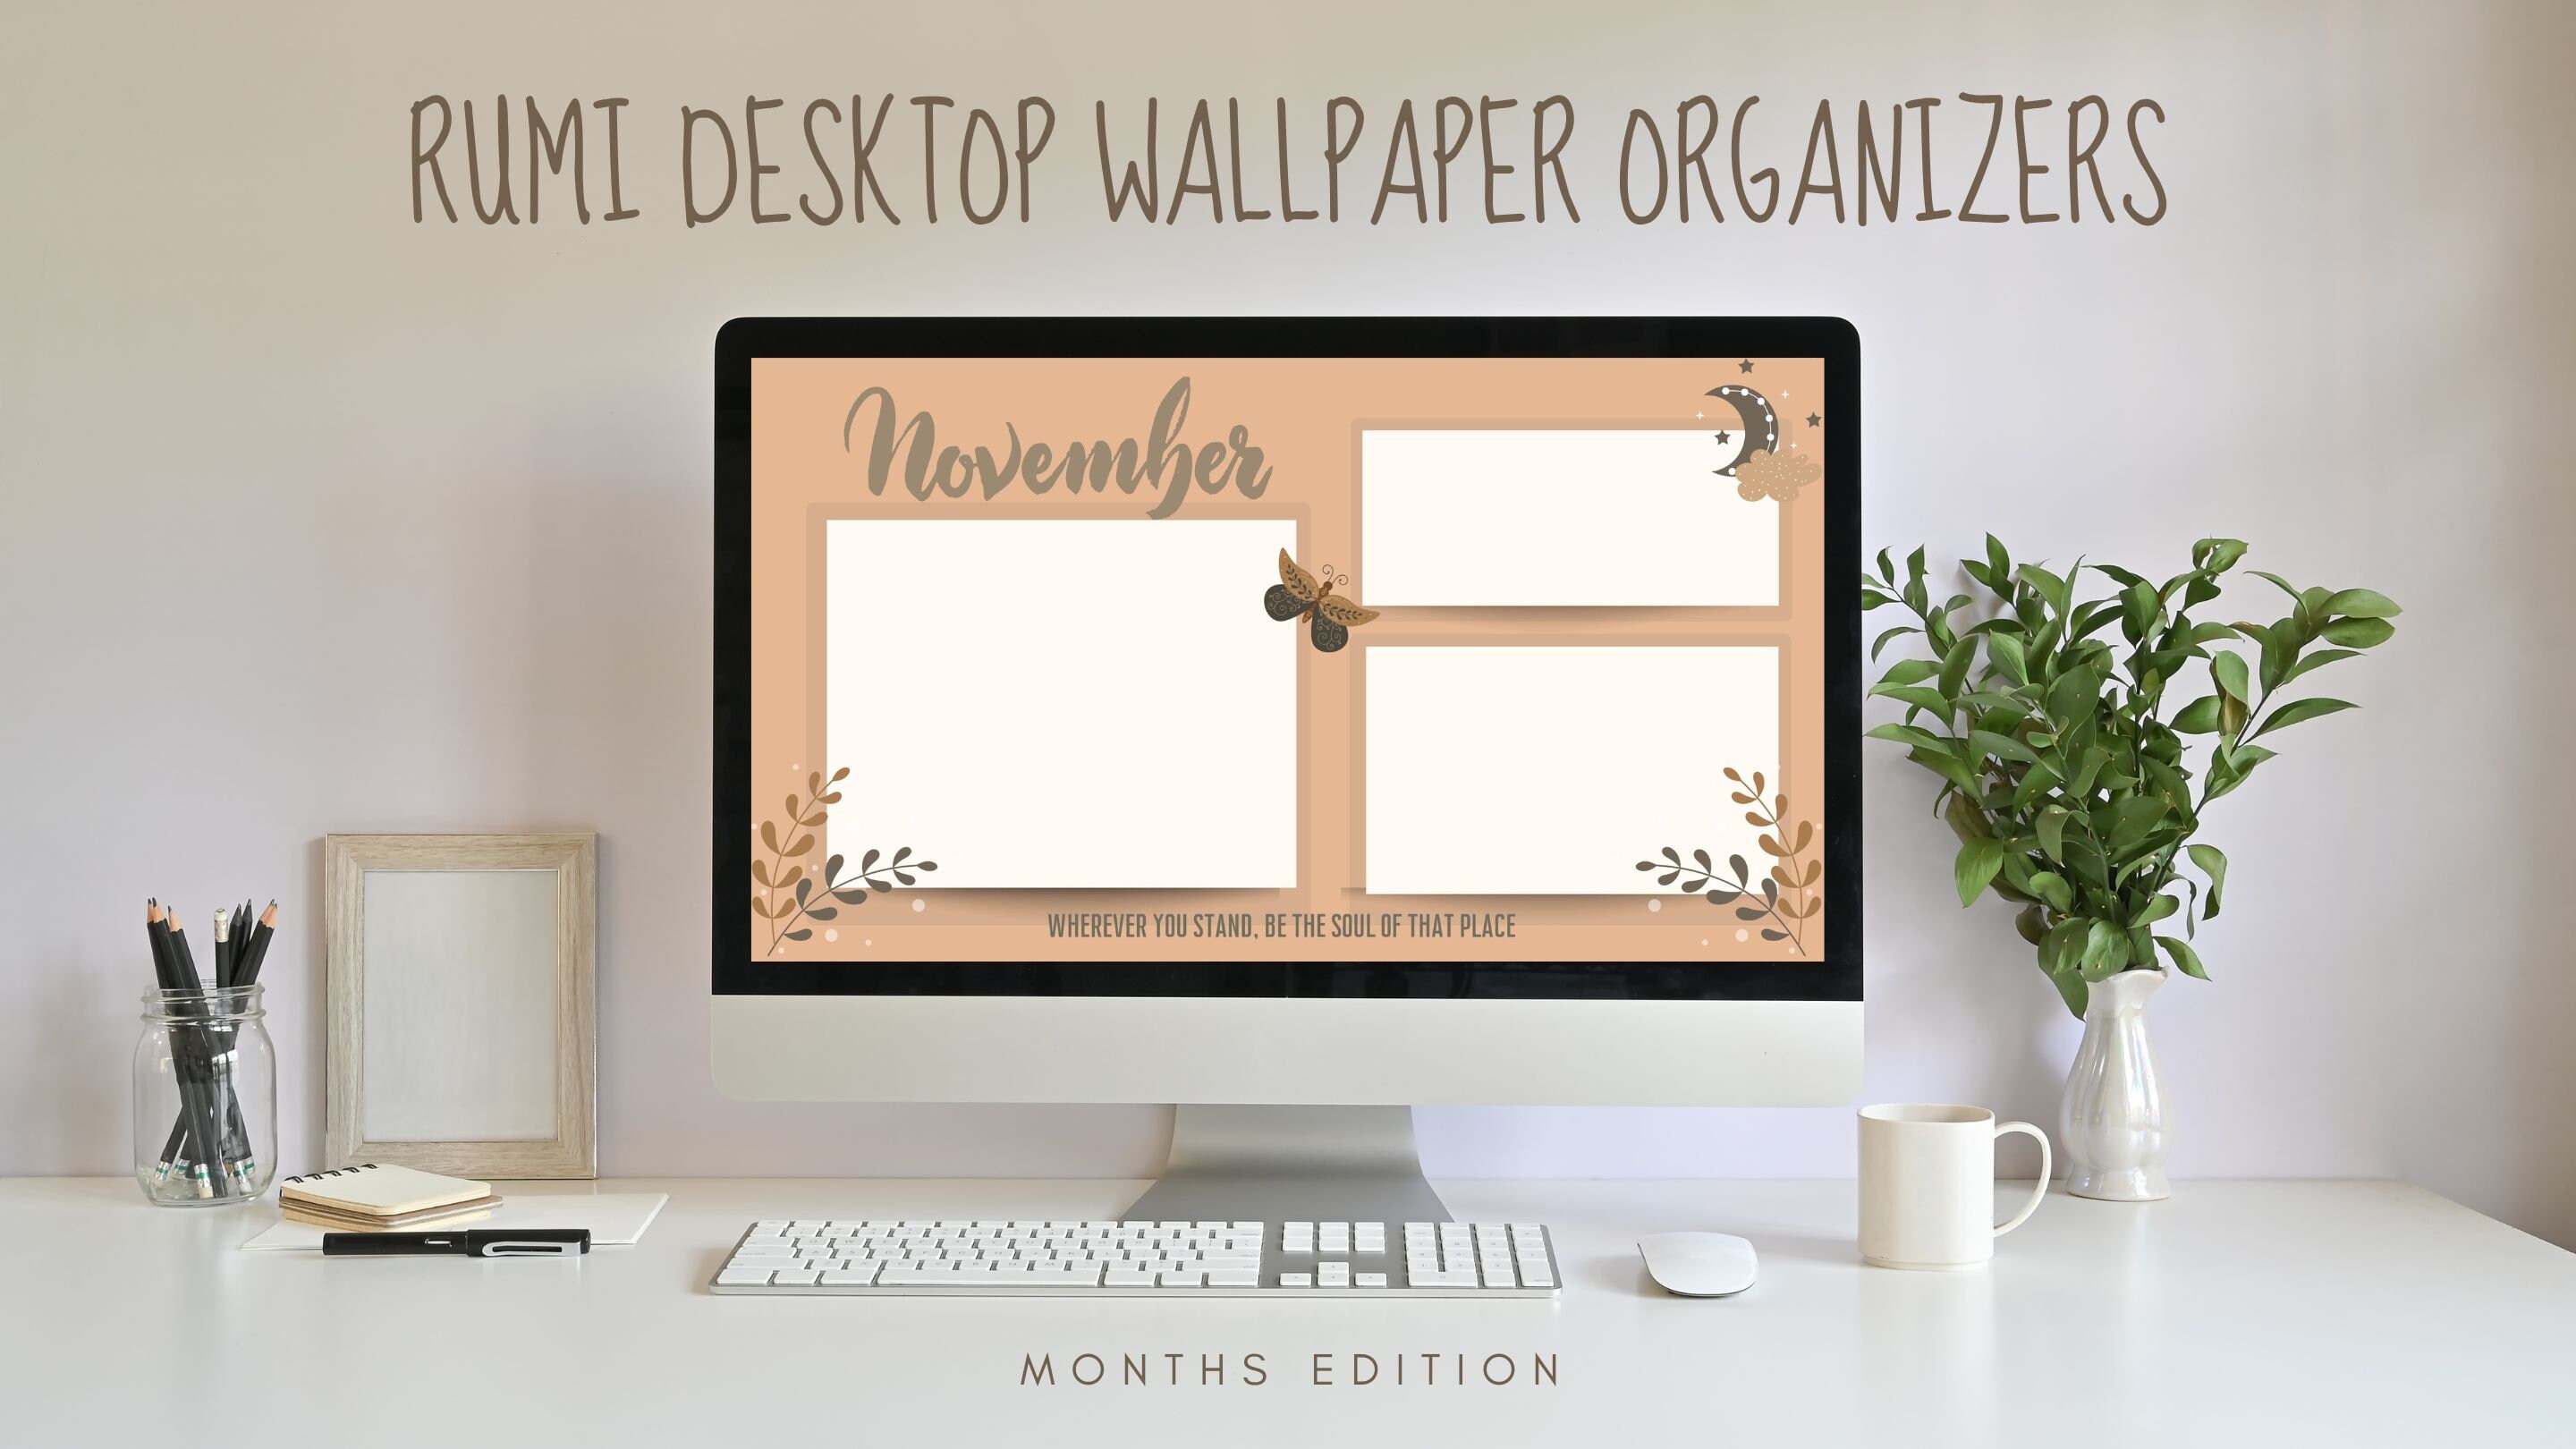 RUMI DESKTOP WALLPAPER ORGANIZERS
November
WHEREVER YOU STAND, BE THE SOUL OF THAT PLACE
MONTHS EDITION